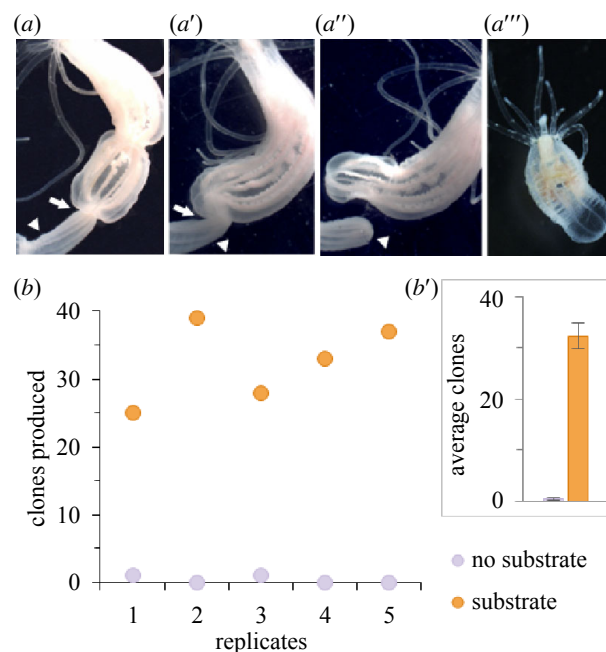 (a) (a′) (a″) (a‴)
(b)
40
30
20
10
0
clones produced
1 2 3 4 5
replicates
(b′)
40
20
0
average clones
no substrate
substrate